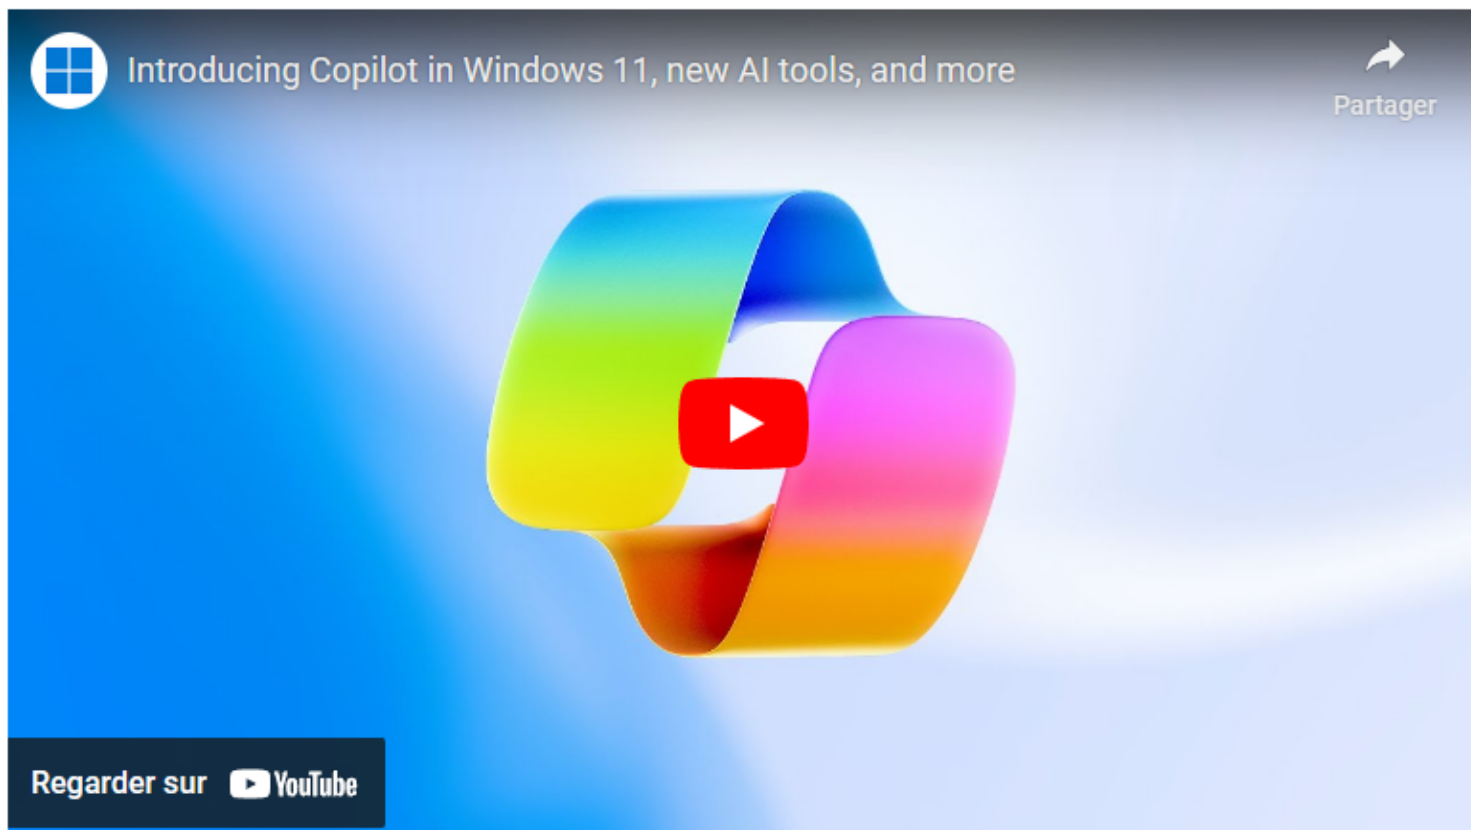 Introducing Copilot in Windows 11, new AI tools, and more
Partager
Regarder sur YouTube